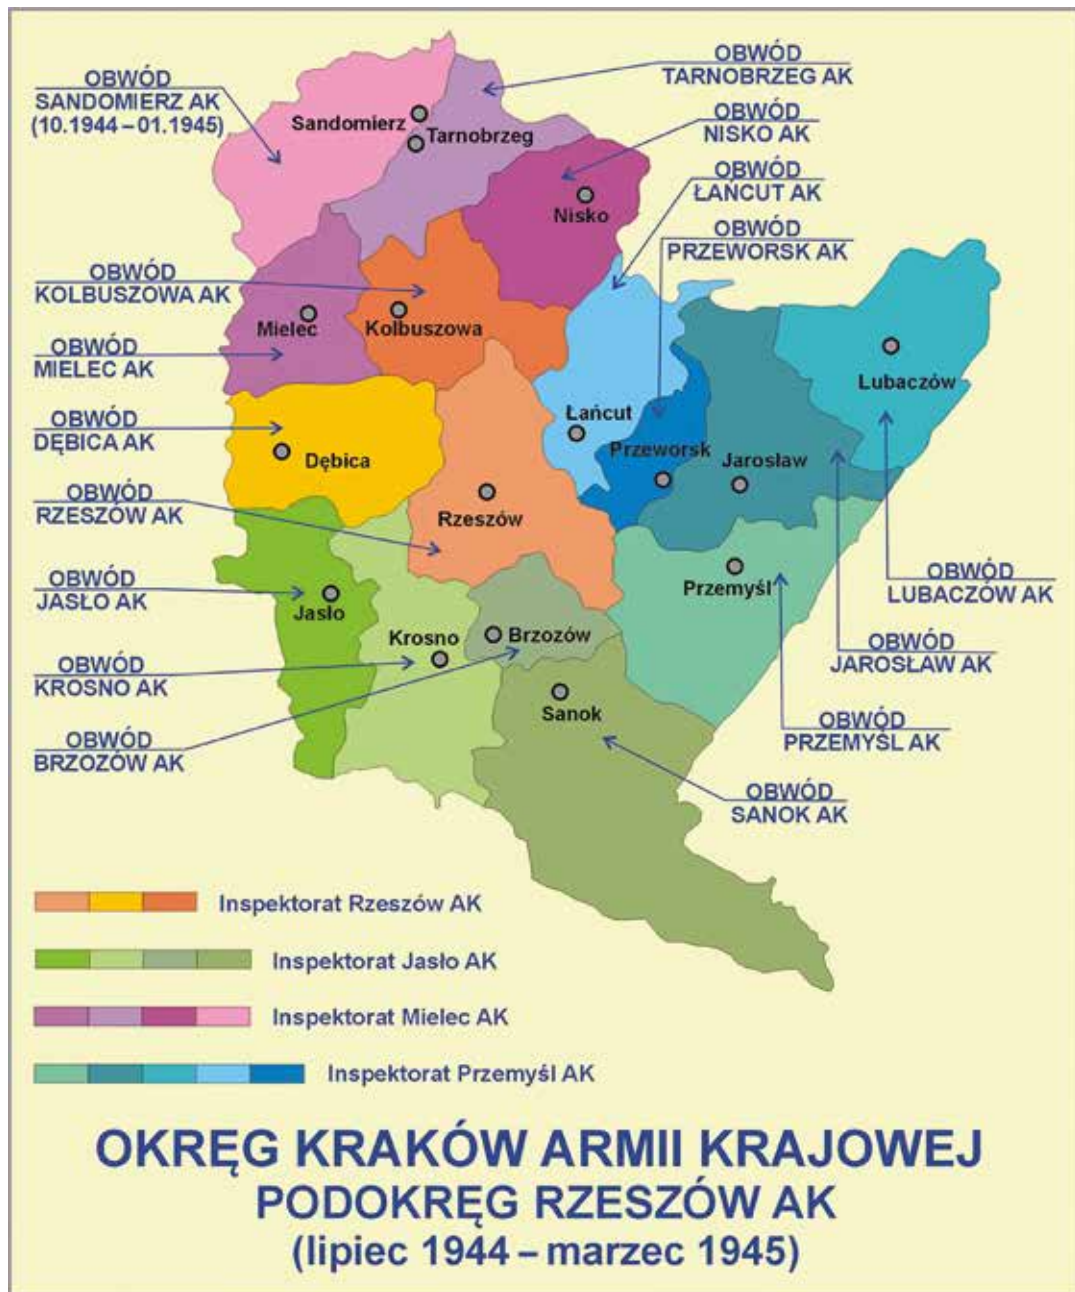 OBWÓD
SANDOMIERZ AK
(10.1944 – 01.1945)
OBWÓD
TARNOBRZEG AK
OBWÓD
NISKO AK
OBWÓD
ŁAŃCUT AK
OBWÓD
PRZEWORSK AK
OBWÓD
KOLBUSZOWA AK
OBWÓD
MIELEC AK
OBWÓD
DĘBICA AK
OBWÓD
RZESZÓW AK
OBWÓD
JASŁO AK
OBWÓD
KROSNO AK
OBWÓD
BRZOZÓW AK
OBWÓD
LUBACZÓW AK
OBWÓD
JAROSŁAW AK
OBWÓD
PRZEMYŚL AK
OBWÓD
SANOK AK
Sandomierz
Tarnobrzeg
Nisko
Mielec
Kolbuszowa
Lubaczów
Łańcut
Dębica
Przeworsk
Jarosław
Rzeszów
Przemyśl
Jasło
Krosno
Brzozów
Sanok
Inspektorat Rzeszów AK
Inspektorat Jasło AK
Inspektorat Mielec AK
Inspektorat Przemyśl AK
OKRĘG KRAKÓW ARMII KRAJOWEJ
PODOKRĘG RZESZÓW AK
(lipiec 1944 – marzec 1945)